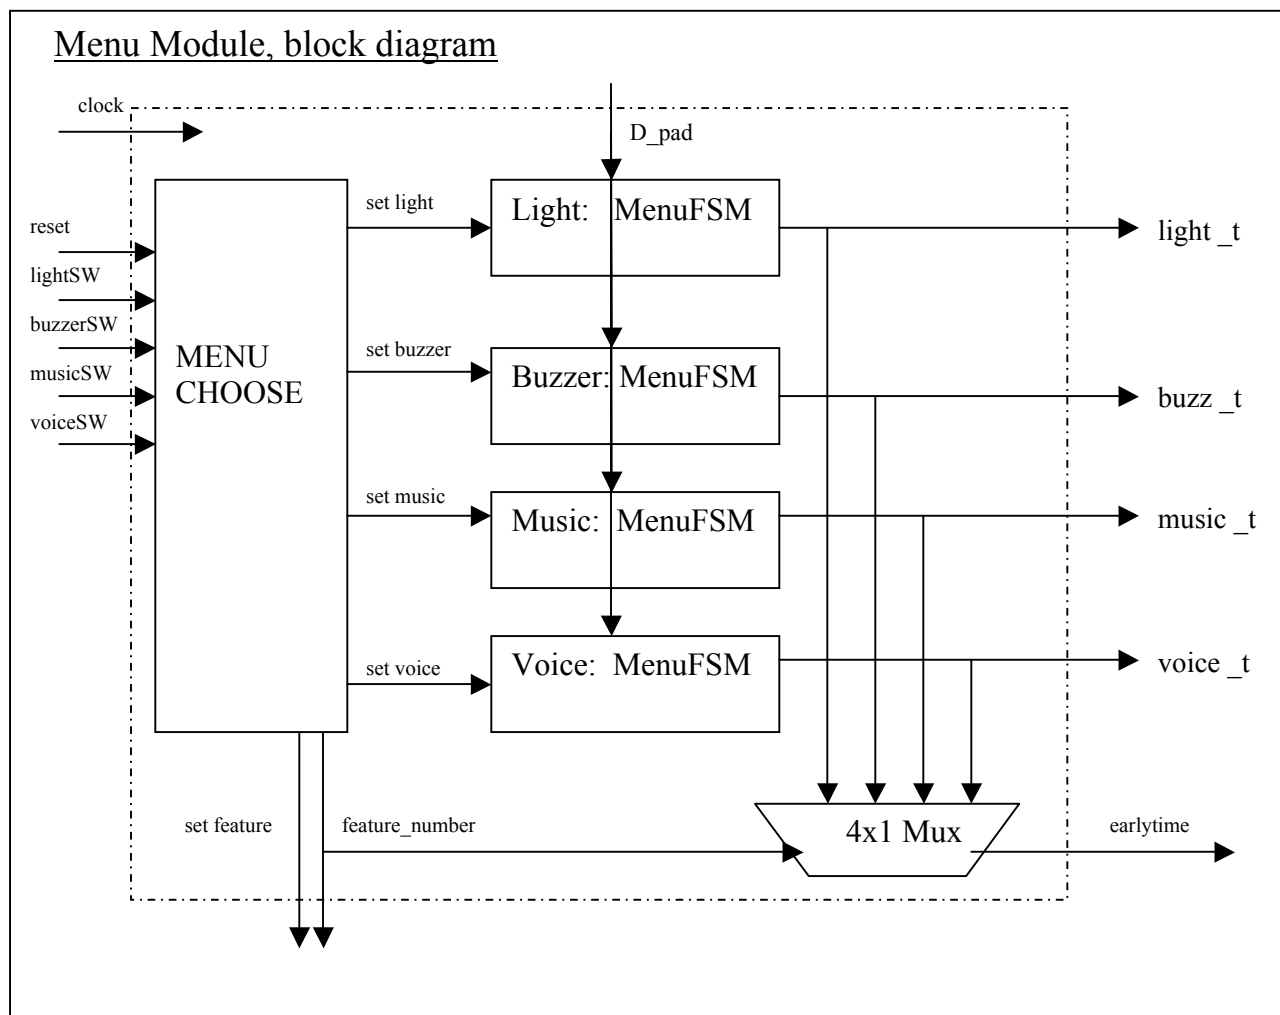 Menu Module, block diagram
clock
D_pad
set light
Light: MenuFSM
light _t
reset
lightSW
buzzerSW
musicSW
voiceSW
MENU
CHOOSE
set buzzer
Buzzer: MenuFSM
buzz _t
set music
Music: MenuFSM
music _t
set voice
Voice: MenuFSM
voice _t
set feature
feature_number
4x1 Mux
earlytime